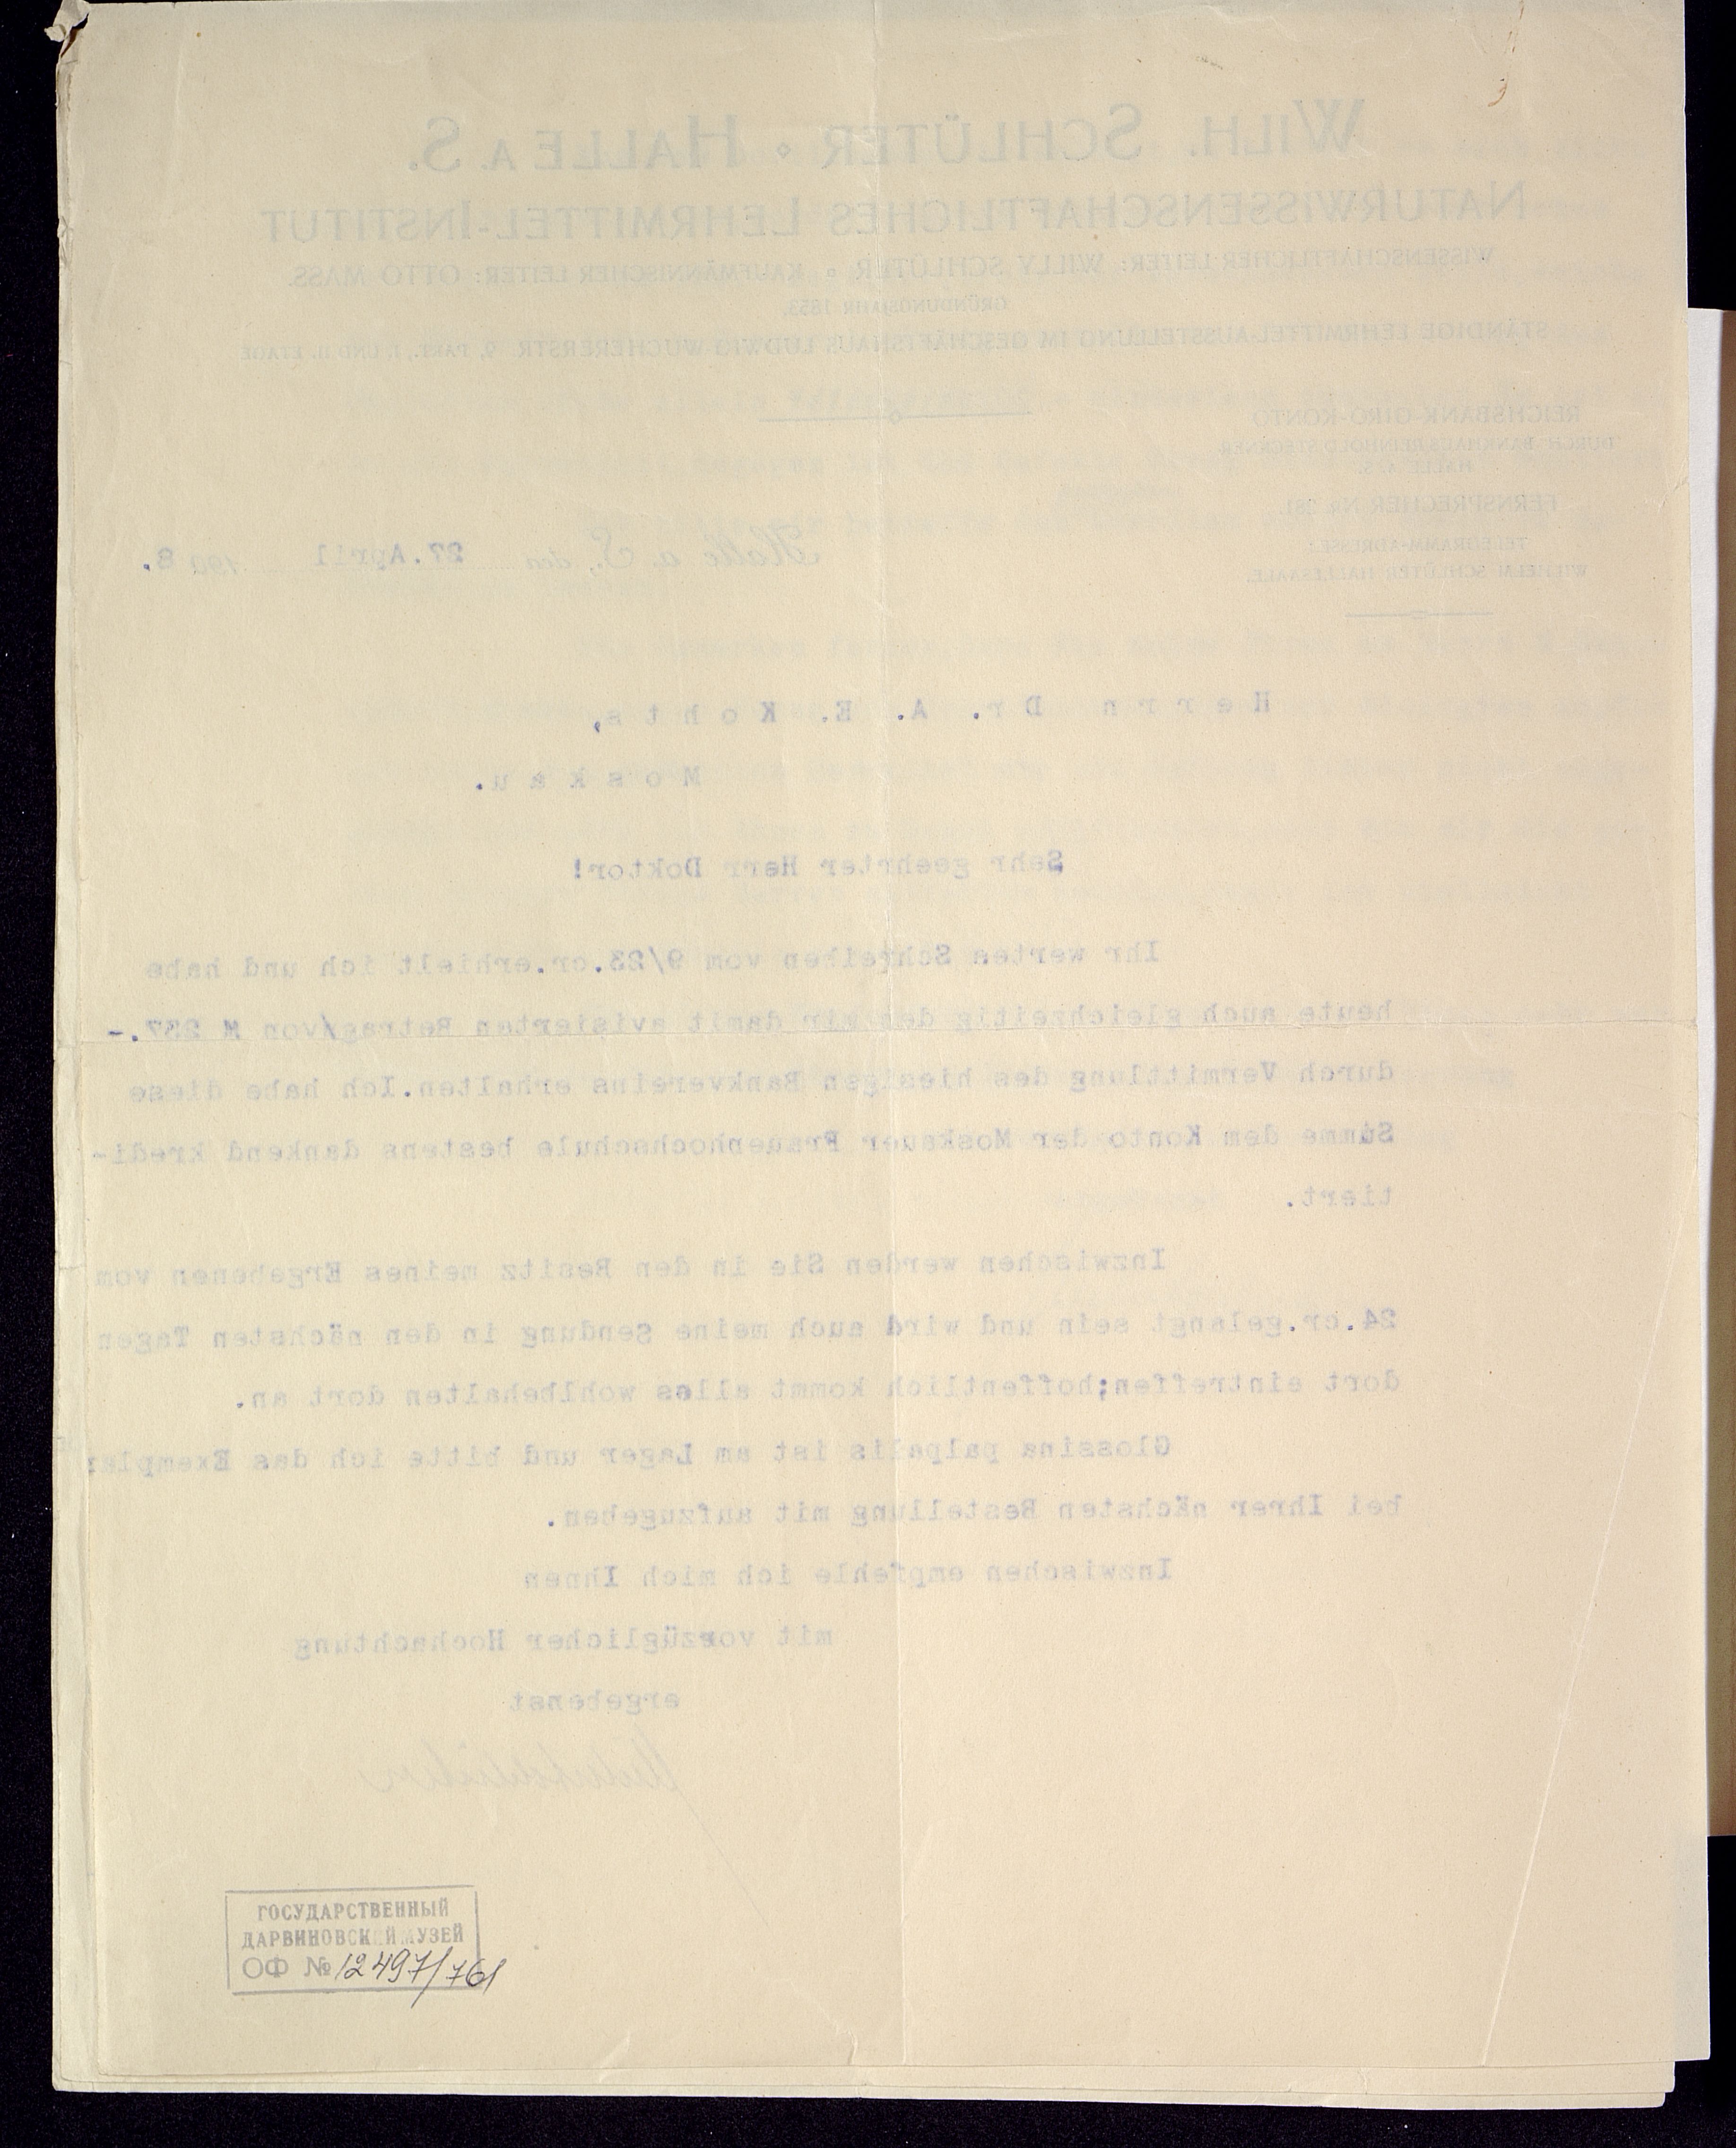 WILH. SCHLÜTER ⋄ HALLE A. S.
NATURWISSENSCHAFTLICHES LEHRMITTEL-INSTITUT
WISSENSCHAFTLICHER LEITER: WILLY SCHLÜTER ⋄ KAUFMÄNNISCHER LEITER: OTTO MASS.
GRÜNDUNGSJAHR 1853.
STÄNDIGE LEHRMITTEL-AUSSTELLUNG IM GESCHÄFTSHAUS LUDWIG WUCHERERSTR. 9, PART., I. UND II. ETAGE
REICHSBANK-GIRO-KONTO
DURCH BANKHAUS REINHOLD STECKNER
HALLE A/S.
FERNSPRECHER Nr. 381.
TELEGRAMM-ADRESSE:
WILHELM SCHLÜTER HALLESAALE.
Halle a. S., den 27.April 1908.
Herrn Dr. A. E. Kohts,
Moskau.
Sehr geehrter Herr Doktor!
Ihr wertes Schreiben vom 9/23.cr.erhielt ich und habe
heute auch gleichzeitig den mir damit avisierten Betrag/von M 237.-
durch Vermittlung des hiesigen Bankvereins erhalten.Ich habe diese
Summe dem Konto der Moskauer Frauenhochschule bestens dankend kredi-
tiert.
Inzwischen werden Sie in den Besitz meines Ergebenen vom
24.cr.gelangt sein und wird auch meine Sendung in den nächsten Tagen
dort eintreffen;hoffentlich kommt alles wohlbehalten dort an.
Glossina palpalis ist am Lager und bitte ich das Exemplar
bei Ihrer nächsten Bestellung mit aufzugeben.
Inzwischen empfehle ich mich Ihnen
mit vorzüglicher Hochachtung
ergebenst
ГОСУДАРСТВЕННЫЙ
ДАРВИНОВСКИЙ МУЗЕЙ
ОФ № 12497/761